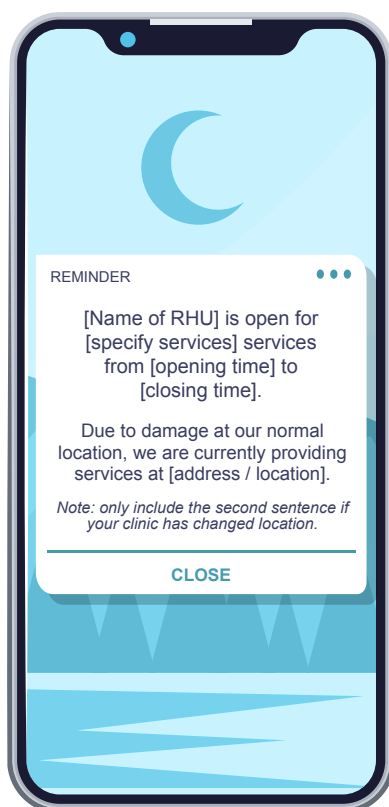 REMINDER
[Name of RHU] is open for
[specify services] services
from [opening time] to
[closing time].
Due to damage at our normal
location, we are currently providing
services at [address / location].
Note: only include the second sentence if
your clinic has changed location.
CLOSE